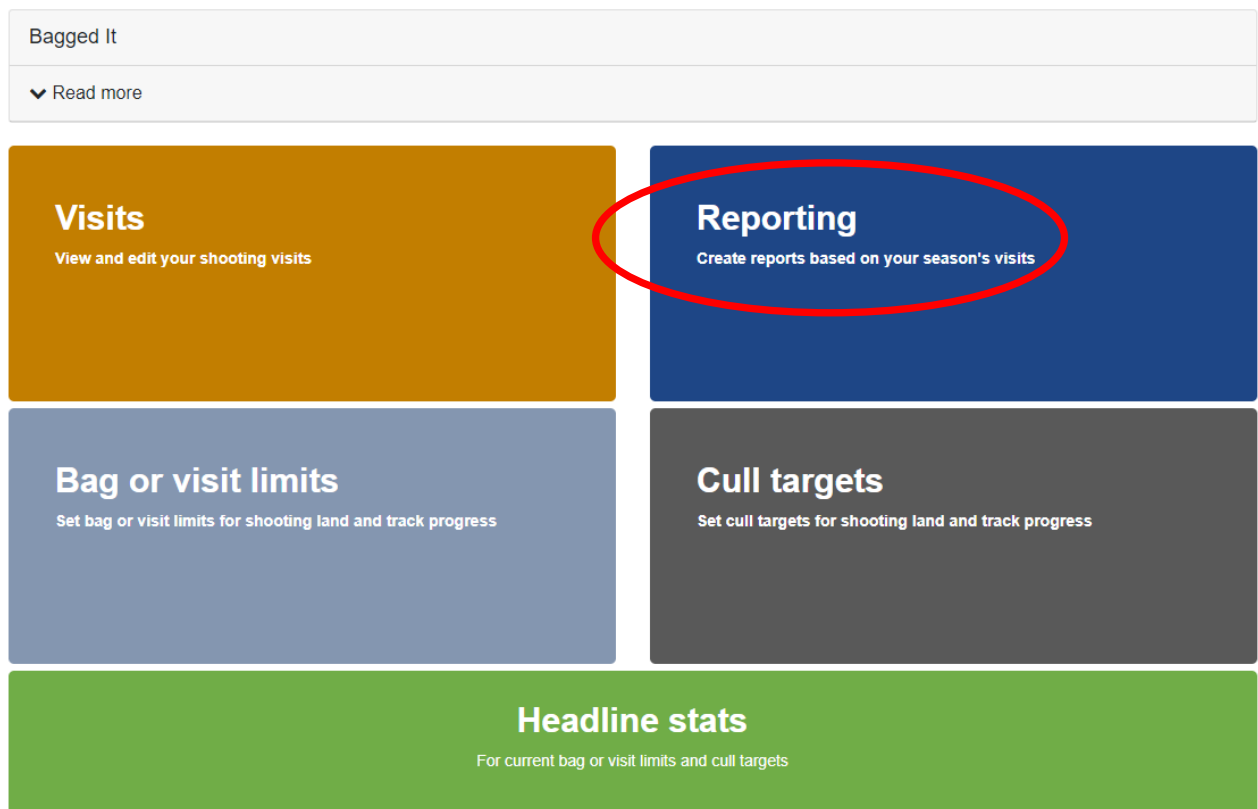 Bagged It
Read more
Visits
View and edit your shooting visits
Reporting
Create reports based on your season's visits
Bag or visit limits
Set bag or visit limits for shooting land and track progress
Cull targets
Set cull targets for shooting land and track progress
Headline stats
For current bag or visit limits and cull targets